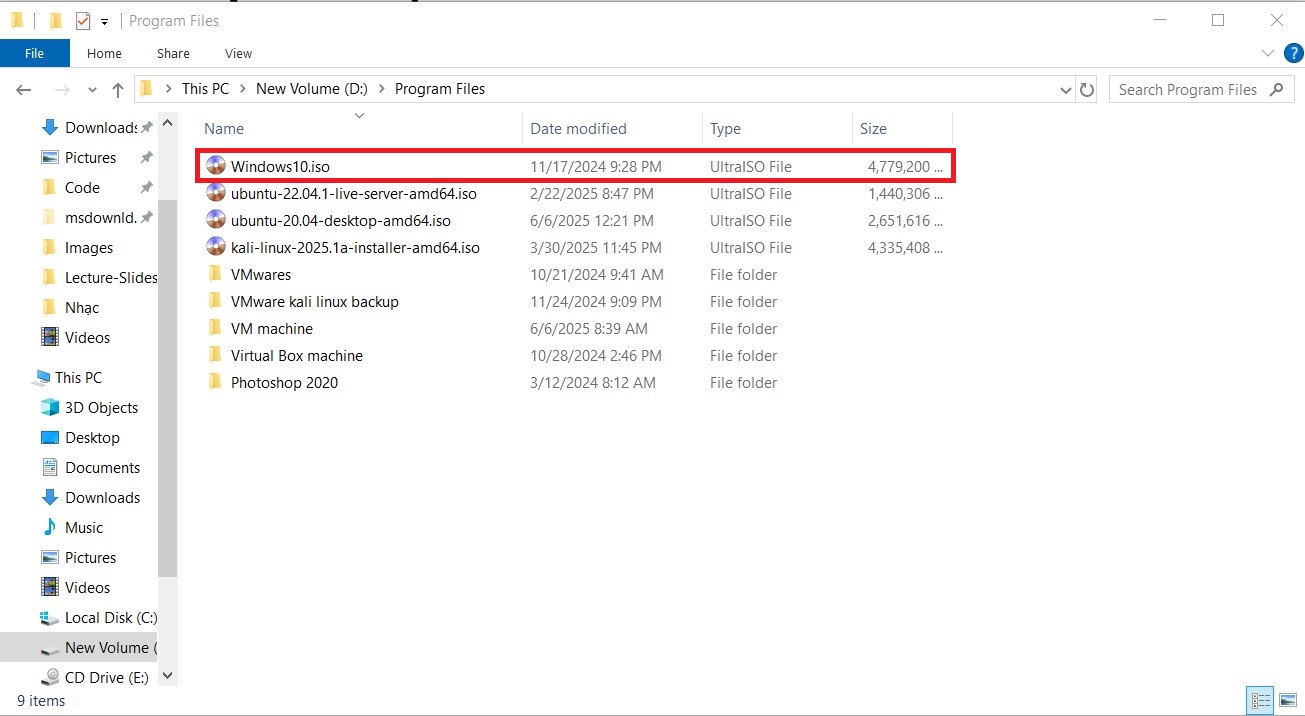 Program Files
File Home Share View
This PC New Volume (D:) Program Files
Search Program Files
Name Date modified Type Size
Windows10.iso 11/17/2024 9:28 PM UltraISO File 4,779,200 ...
ubuntu-22.04.1-live-server-amd64.iso 2/22/2025 8:47 PM UltraISO File 1,440,306 ...
ubuntu-20.04-desktop-amd64.iso 6/6/2025 12:21 PM UltraISO File 2,651,616 ...
kali-linux-2025.1a-installer-amd64.iso 3/30/2025 11:45 PM UltraISO File 4,335,408 ...
VMwares 10/21/2024 9:41 AM File folder
VMware kali linux backup 11/24/2024 9:09 PM File folder
VM machine 6/6/2025 8:39 AM File folder
Virtual Box machine 10/28/2024 2:46 PM File folder
Photoshop 2020 3/12/2024 8:12 AM File folder
Downloads
Pictures
Code
msdownld.
Images
Lecture-Slides
Nhạc
Videos
This PC
3D Objects
Desktop
Documents
Downloads
Music
Pictures
Videos
Local Disk (C:)
New Volume (
CD Drive (E:)
9 items